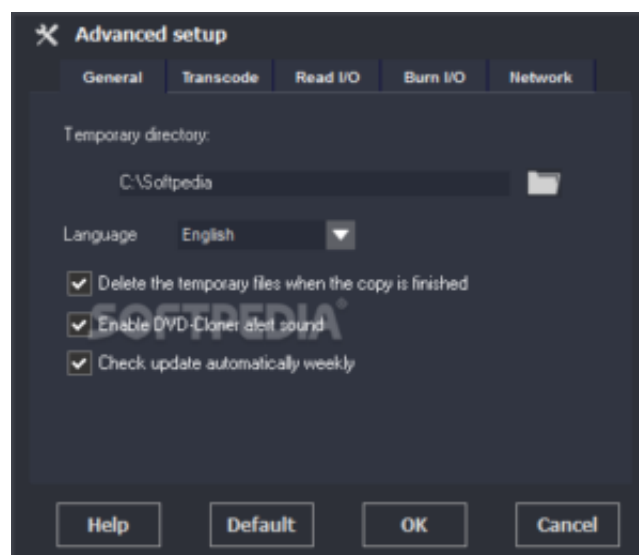 Advanced setup
General Transcode Read I/O Burn I/O Network
Temporary directory:
C:\Softpedia
Language English
Delete the temporary files when the copy is finished
SOFTPEDIA
Enable DVD-Cloner alert sound
Check update automatically weekly
Help Default OK Cancel